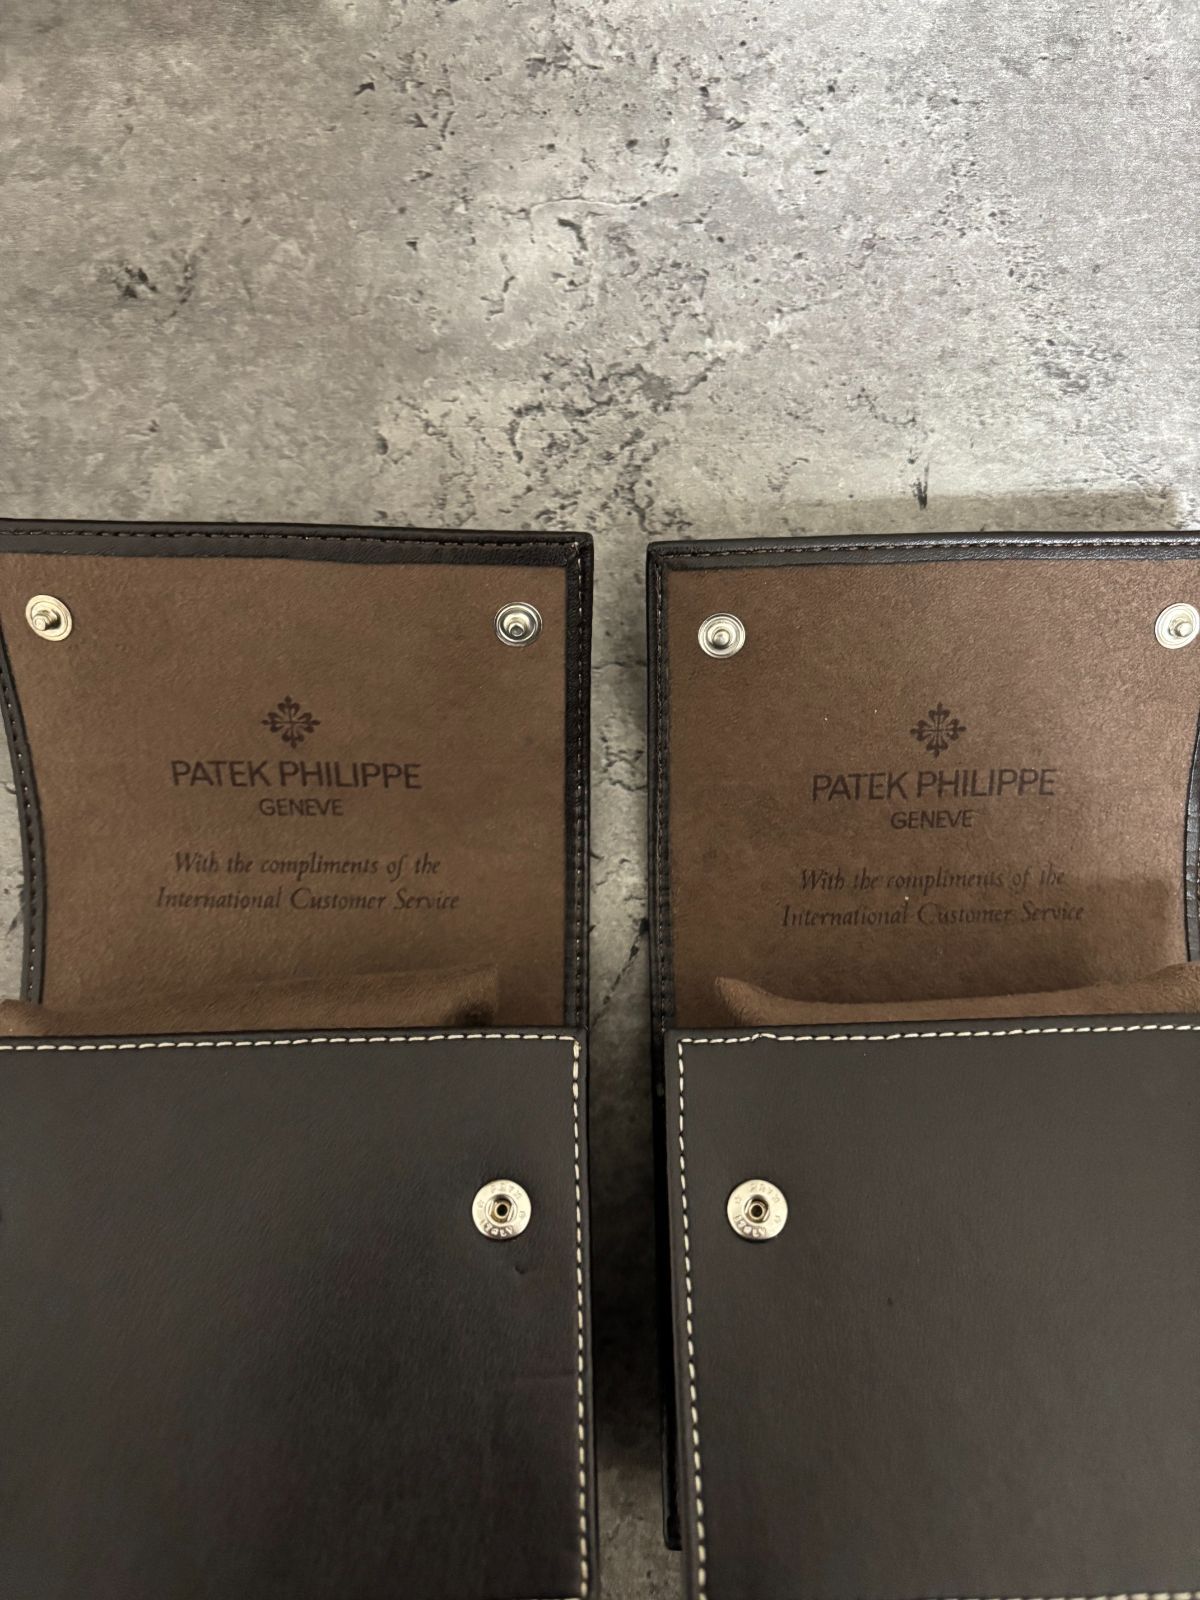 PATEK PHILIPPE
GENEVE
With the compliments of the
International Customer Service
PATEK PHILIPPE
GENEVE
With the compliments of the
International Customer Service